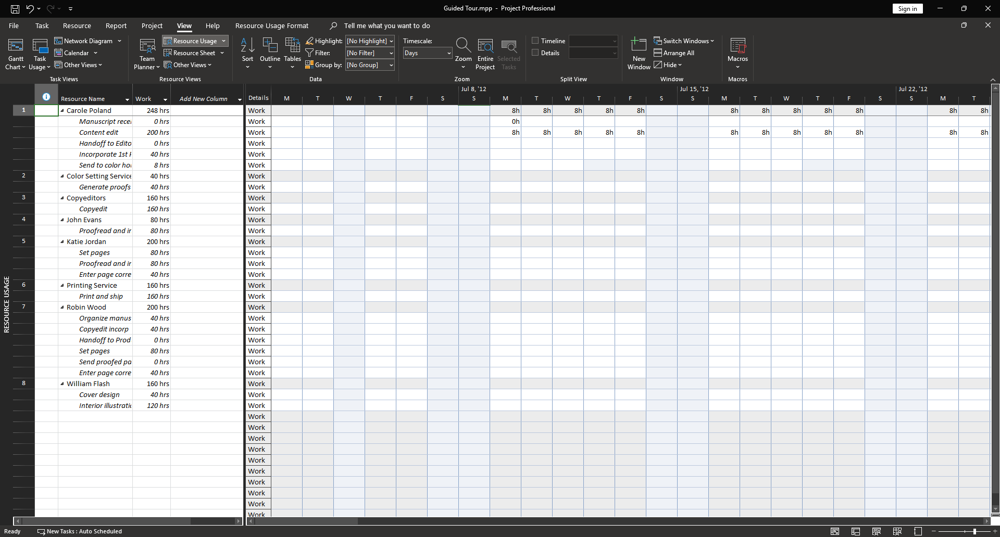 Guided Tour.mpp - Project Professional
Sign in
File Task Resource Report Project View Help Resource Usage Format Tell me what you want to do
Gantt Chart
Task Usage
Network Diagram
Calendar
Other Views
Task Views
Team Planner
Resource Usage
Resource Sheet
Other Views
Resource Views
Sort
Outline
Tables
Highlight: [No Highlight]
Filter: [No Filter]
Group by: [No Group]
Data
Timescale:
Days
Zoom
Entire Project
Selected Tasks
Zoom
Timeline
Details
Split View
New Window
Switch Windows
Arrange All
Hide
Window
Macros
Macros
Resource Name Work Add New Column Details
Jul 8, '12 Jul 15, '12 Jul 22, '12
M T W T F S S M T W T F S S M T W T F S S M T
1 Carole Poland 248 hrs Work 8h 8h 8h 8h 8h 8h 8h 8h 8h 8h 8h 8h
Manuscript recei 0 hrs Work 0h
Content edit 200 hrs Work 8h 8h 8h 8h 8h 8h 8h 8h 8h 8h 8h 8h
Handoff to Edito 0 hrs Work
Incorporate 1st 40 hrs Work
Send to color ho 8 hrs Work
2 Color Setting Service 40 hrs Work
Generate proofs 40 hrs Work
3 Copyeditors 160 hrs Work
Copyedit 160 hrs Work
4 John Evans 80 hrs Work
Proofread and in 80 hrs Work
5 Katie Jordan 200 hrs Work
Set pages 80 hrs Work
Proofread and in 80 hrs Work
Enter page corre 40 hrs Work
6 Printing Service 160 hrs Work
Print and ship 160 hrs Work
7 Robin Wood 200 hrs Work
Organize manus 40 hrs Work
Copyedit incorp 40 hrs Work
Handoff to Prod 0 hrs Work
Set pages 80 hrs Work
Send proofed pa 0 hrs Work
Enter page corre 40 hrs Work
8 William Flash 160 hrs Work
Cover design 40 hrs Work
Interior illustratio 120 hrs Work
Work
Work
Work
Work
Work
Work
Work
Work
Work
Work
RESOURCE USAGE
Ready New Tasks : Auto Scheduled